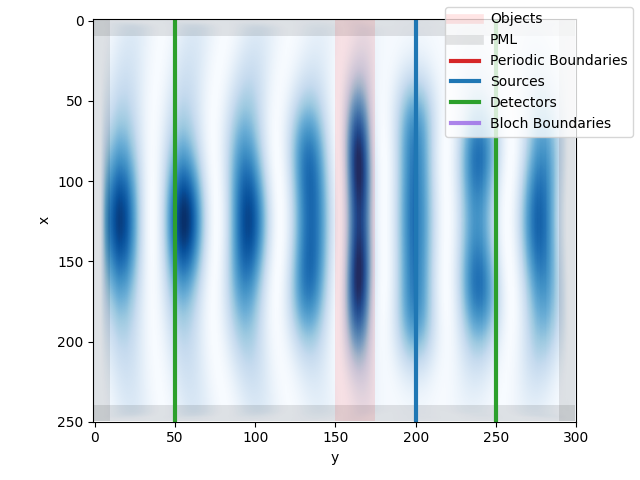 Objects
PML
Periodic Boundaries
Sources
Detectors
Bloch Boundaries
0
50
100
150
200
250
x
0 50 100 150 200 250 300
y